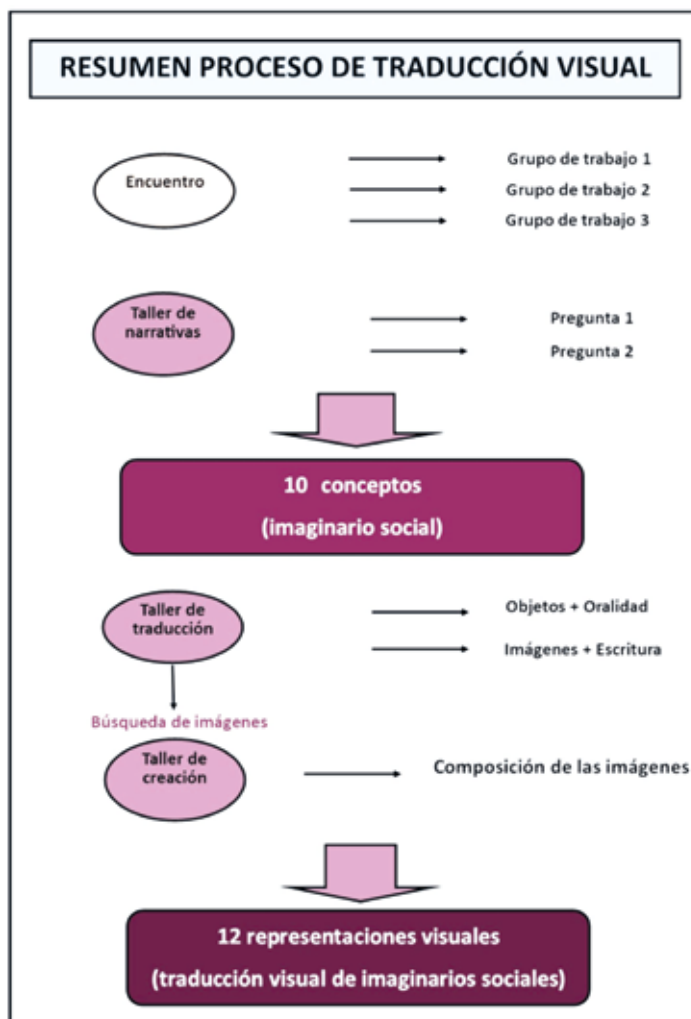 RESUMEN PROCESO DE TRADUCCIÓN VISUAL
Encuentro
Grupo de trabajo 1
Grupo de trabajo 2
Grupo de trabajo 3
Taller de
narrativas
Pregunta 1
Pregunta 2
10 conceptos
(imaginario social)
Taller de
traducción
Objetos + Oralidad
Imágenes + Escritura
Búsqueda de imágenes
Taller de
creación
Composición de las imágenes
12 representaciones visuales
(traducción visual de imaginarios sociales)